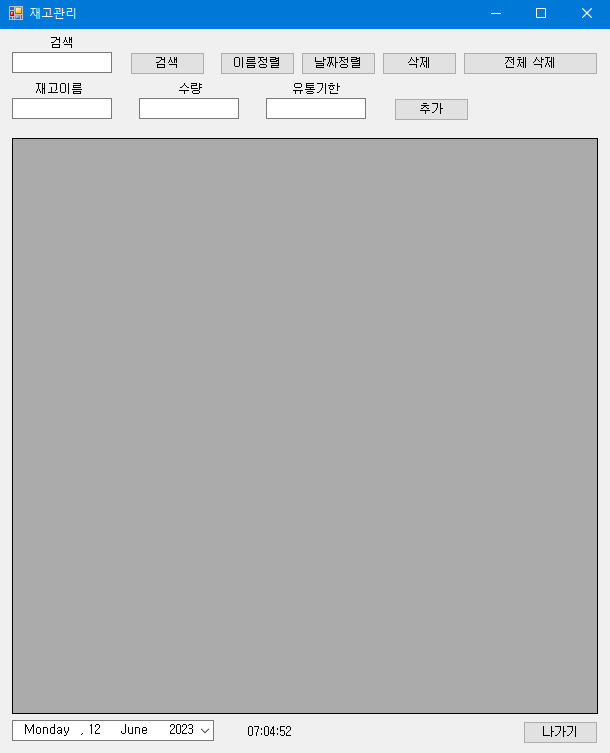 재고관리
검색
검색 이름정렬 날짜정렬 삭제 전체 삭제
재고이름 수량 유통기한
추가
Monday , 12 June 2023 07:04:52 나가기